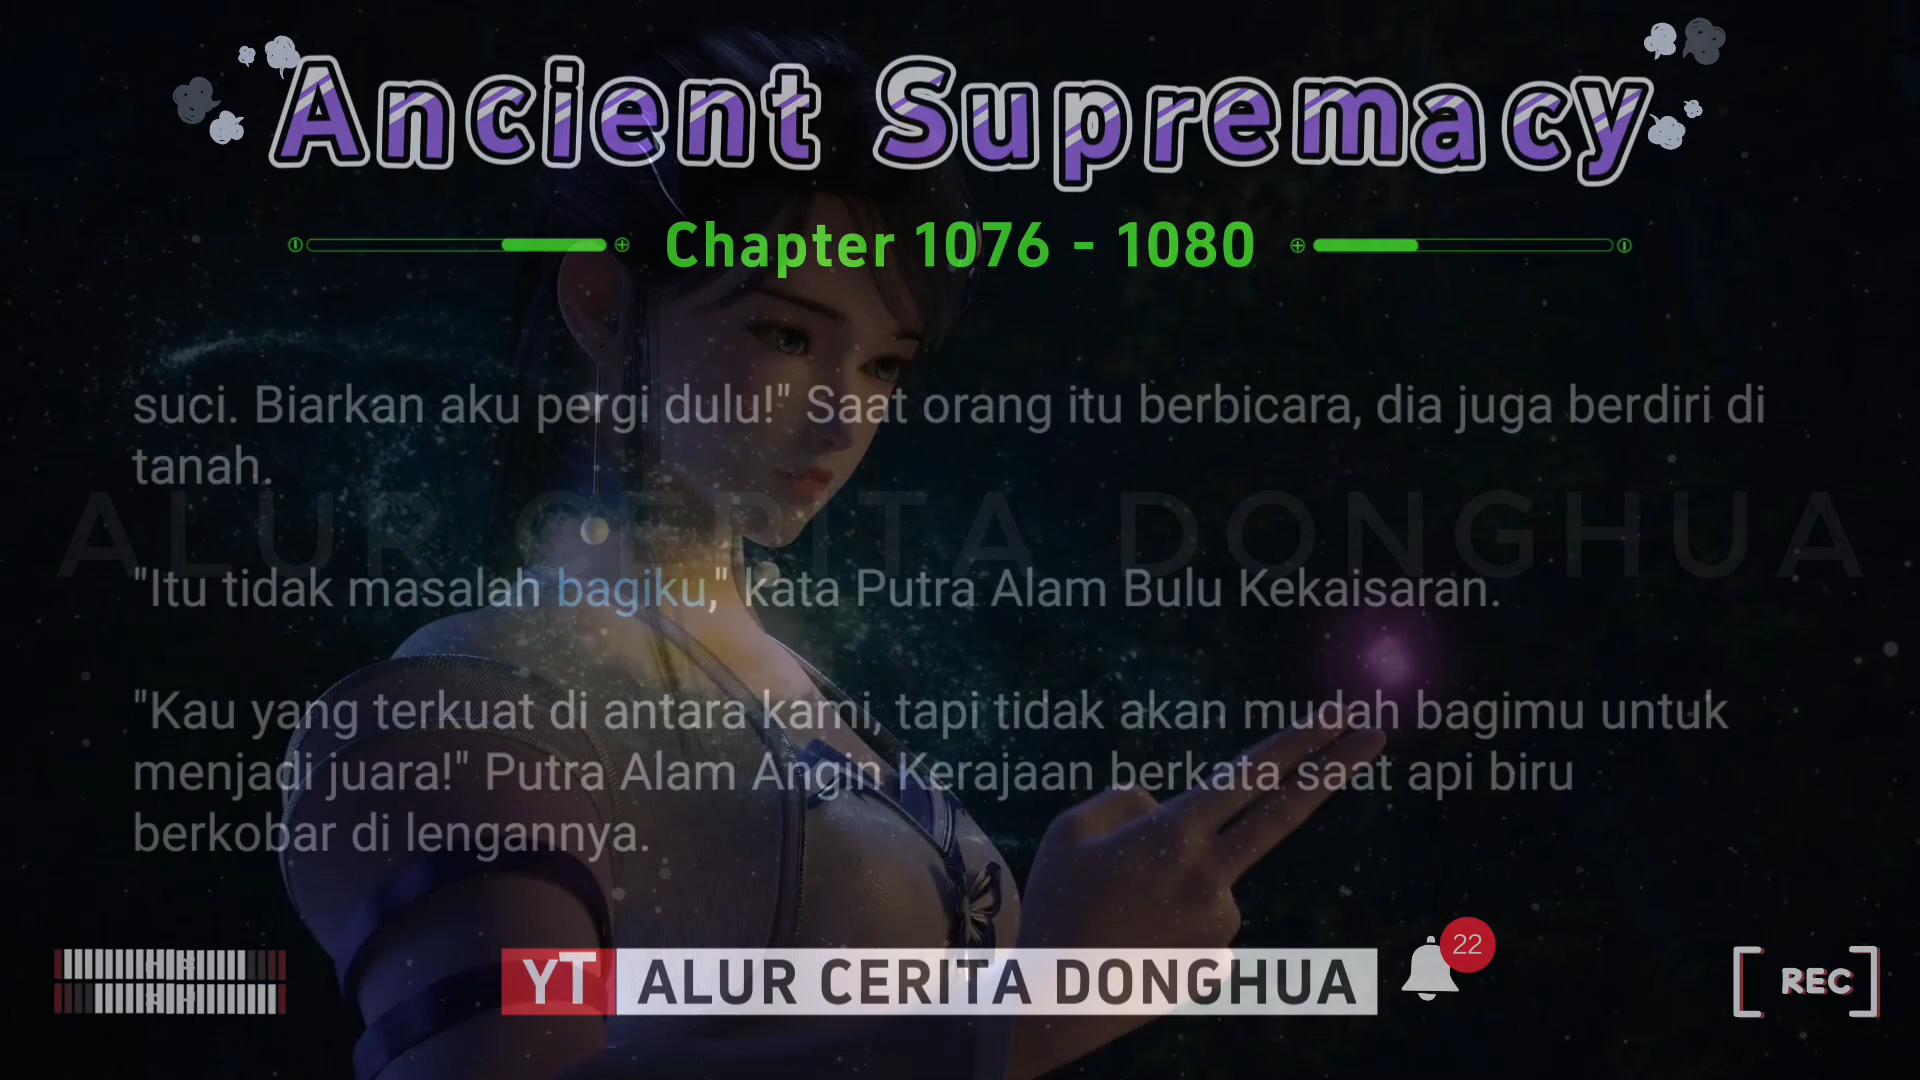 Ancient Supremacy
Chapter 1076 - 1080
suci. Biarkan aku pergi dulu!" Saat orang itu berbicara, dia juga berdiri di
tanah.
ALUR CERITA DONGHUA
"Itu tidak masalah bagiku," kata Putra Alam Bulu Kekaisaran.
"Kau yang terkuat di antara kami, tapi tidak akan mudah bagimu untuk
menjadi juara!" Putra Alam Angin Kerajaan berkata saat api biru
berkobar di lengannya.
YT ALUR CERITA DONGHUA
22
REC